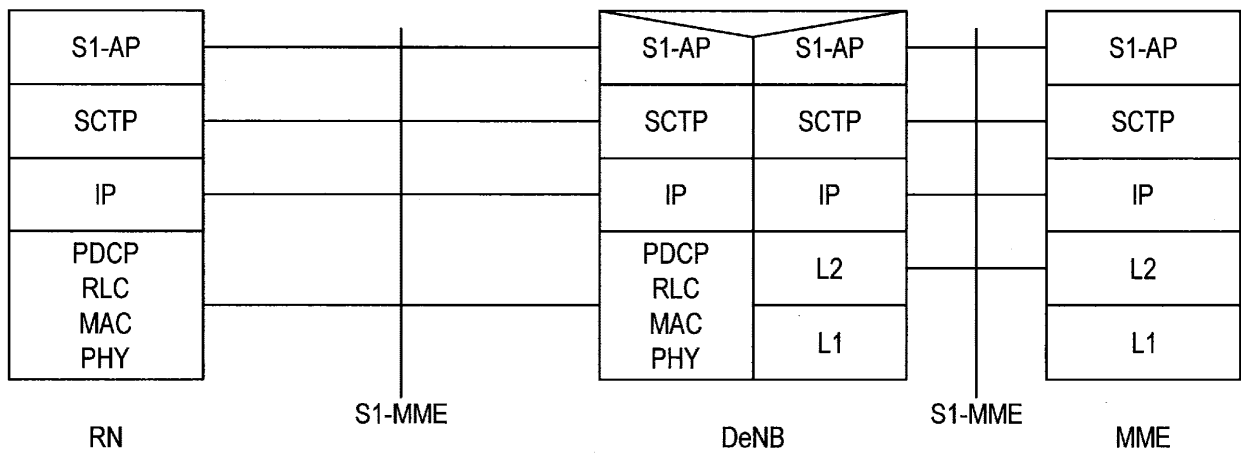 S1-AP
SCTP
IP
PDCP
RLC
MAC
PHY
RN
S1-MME
S1-AP S1-AP
SCTP SCTP
IP IP
PDCP
RLC
MAC
PHY
L2
L1
DeNB
S1-MME
S1-AP
SCTP
IP
L2
L1
MME